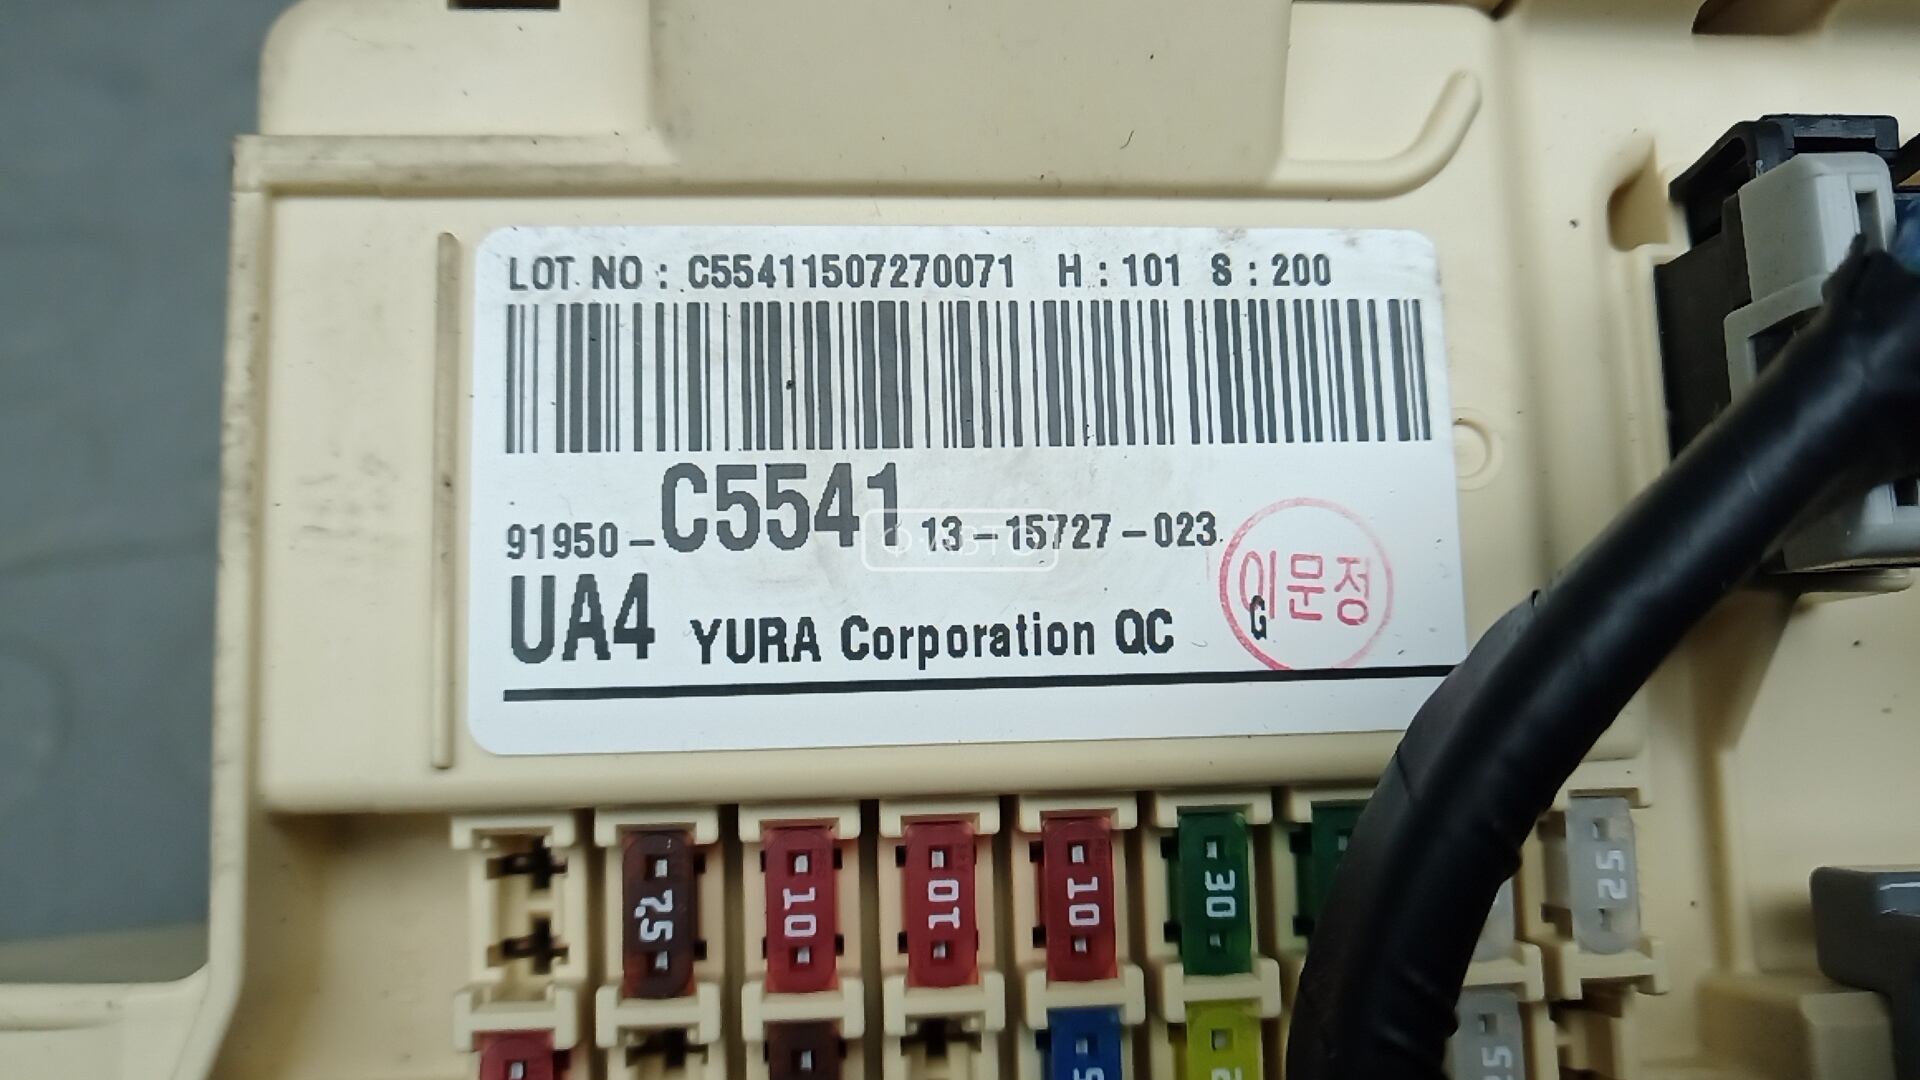 LOT NO : C55411507270071 H : 101 S : 200
91950-C5541 13-15727-023
ФАВТО
UA4 YURA Corporation QC G
이문정
7.5 10 10 10 30 25